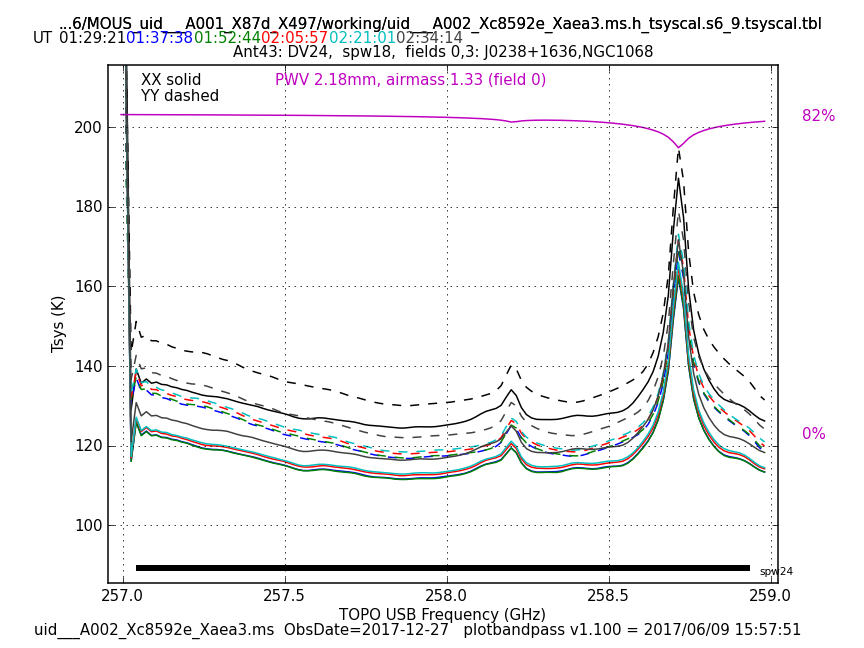 ...6/MOUS_uid___A001_X87d_X497/working/uid___A002_Xc8592e_Xaea3.ms.h_tsyscal.s6_9.tsyscal.tbl
UT 01:29:21 01:37:38 01:52:44 02:05:57 02:21:01 02:34:14
Ant43: DV24, spw18, fields 0,3: J0238+1636,NGC1068
XX solid
YY dashed
PWV 2.18mm, airmass 1.33 (field 0)
82%
0%
200
180
160
140
120
100
Tsys (K)
spw24
257.0 257.5 258.0 258.5 259.0
TOPO USB Frequency (GHz)
uid___A002_Xc8592e_Xaea3.ms ObsDate=2017-12-27 plotbandpass v1.100 = 2017/06/09 15:57:51